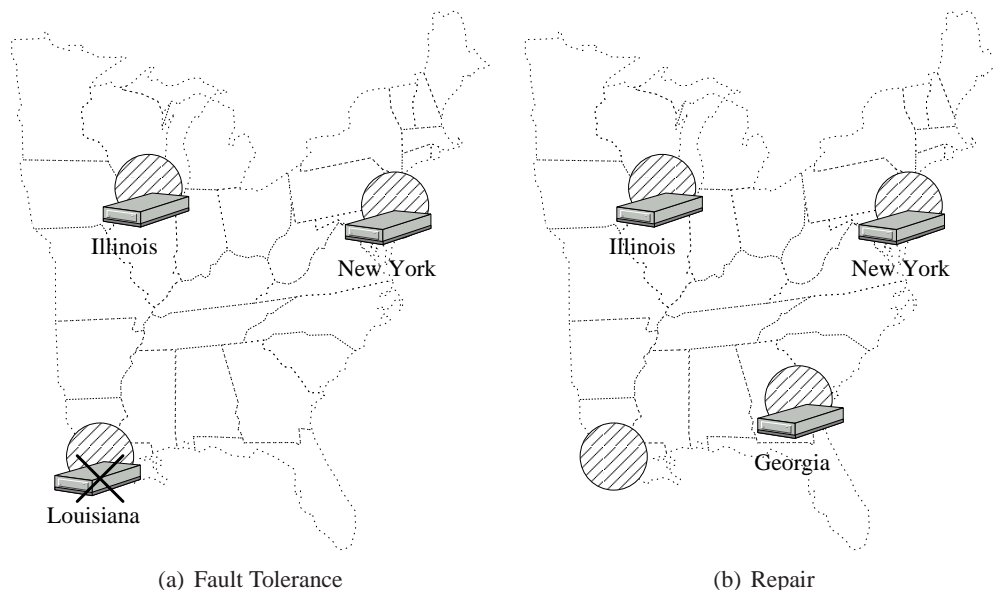 Illinois
New York
Louisiana
(a) Fault Tolerance
Illinois
New York
Georgia
(b) Repair